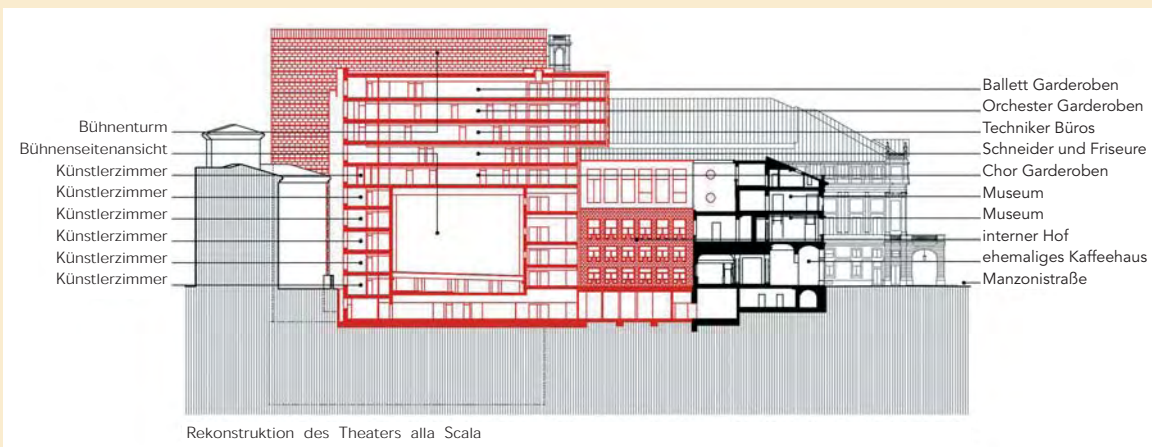 Bühnenturm
Bühnenseitenansicht
Künstlerzimmer
Künstlerzimmer
Künstlerzimmer
Künstlerzimmer
Künstlerzimmer
Künstlerzimmer
Ballett Garderoben
Orchester Garderoben
Techniker Büros
Schneider und Friseure
Chor Garderoben
Museum
Museum
interner Hof
ehemaliges Kaffeehaus
Manzonistraße
Rekonstruktion des Theaters alla Scala